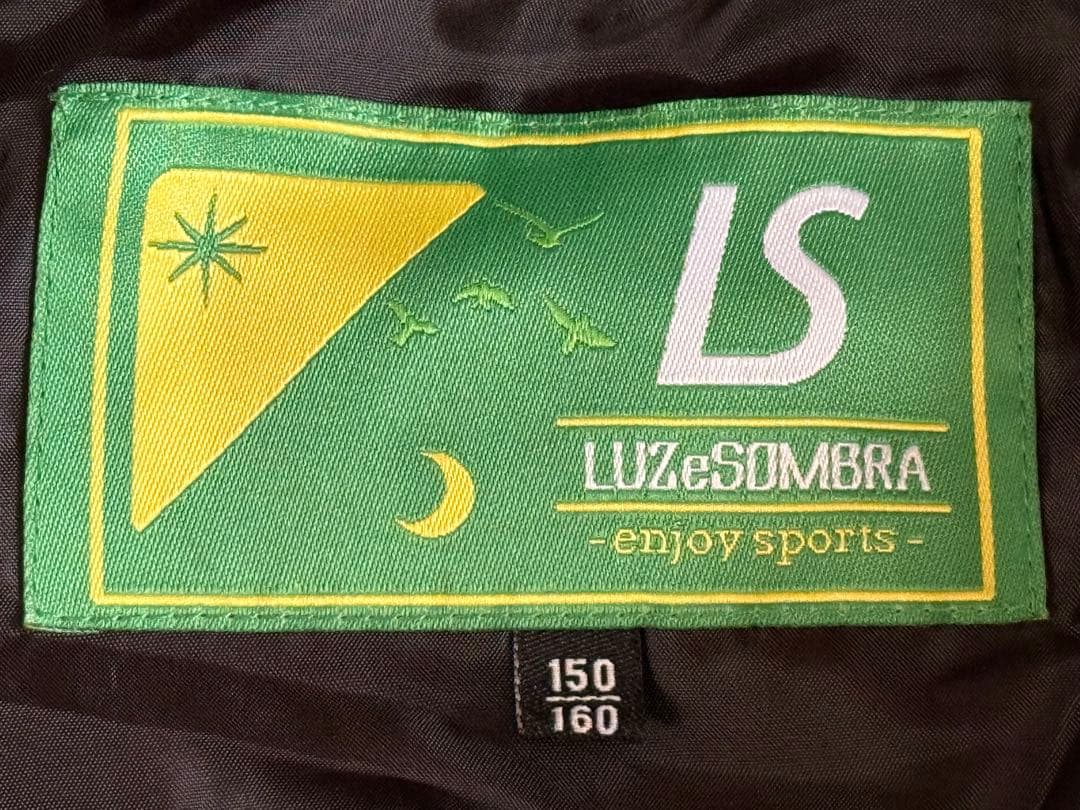 LS
LUZeSOMBRA
-enjoy sports-
150
160